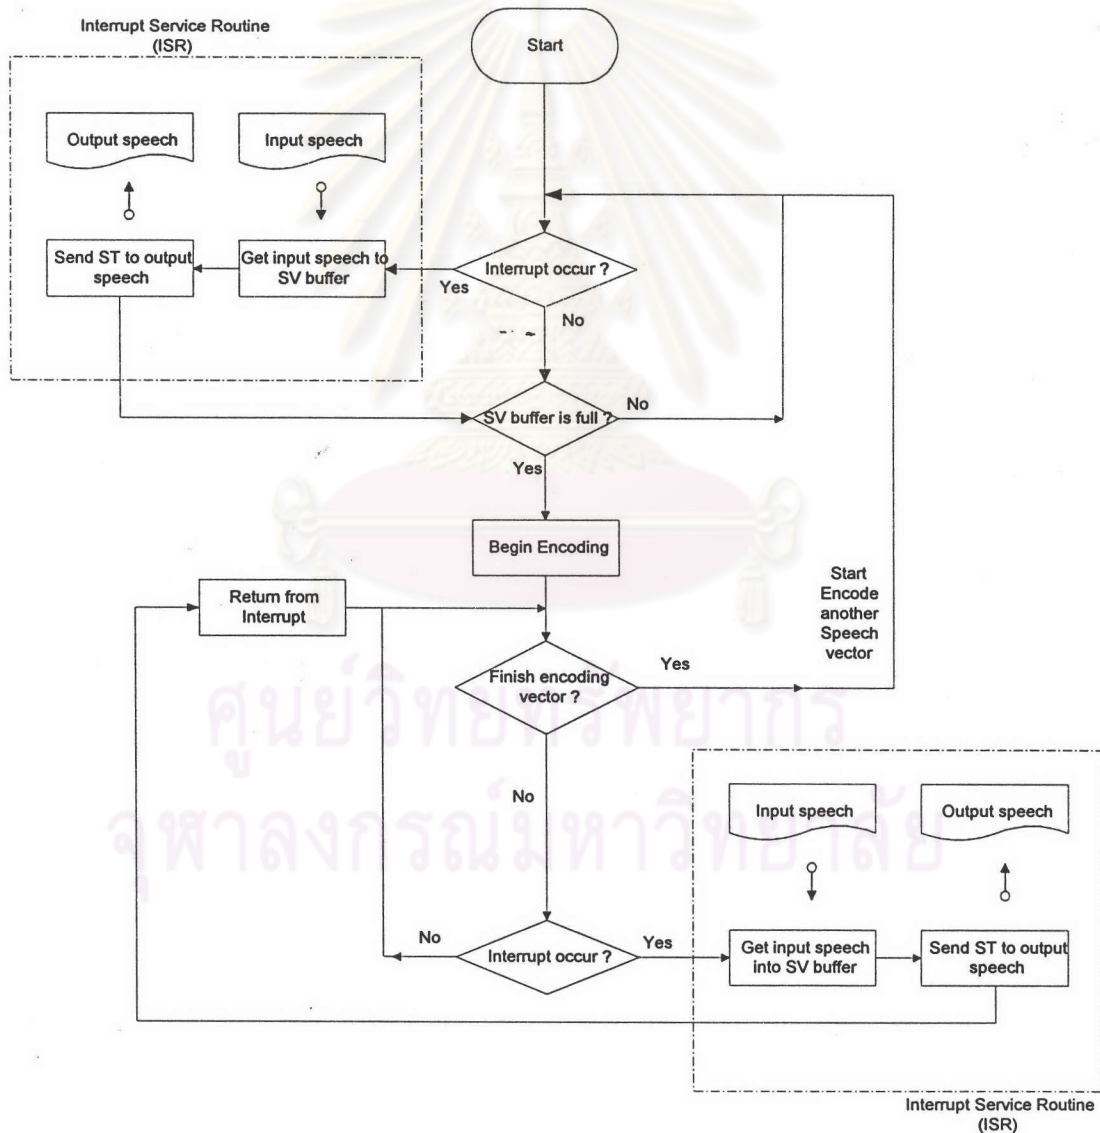 Interrupt Service Routine
(ISR)
Start
Output speech
Input speech
Send ST to output
speech
Get input speech to
SV buffer
Interrupt occur ?
Yes
No
SV buffer is full ?
No
Yes
Begin Encoding
Return from
Interrupt
Start
Encode
another
Speech
vector
Finish encoding
vector ?
Yes
No
ศูนย์วิทยทรัพยากร
จุฬาลงกรณ์มหาวิทยาลัย
Input speech
Output speech
Interrupt occur ?
No
Yes
Get input speech
into SV buffer
Send ST to output
speech
Interrupt Service Routine
(ISR)